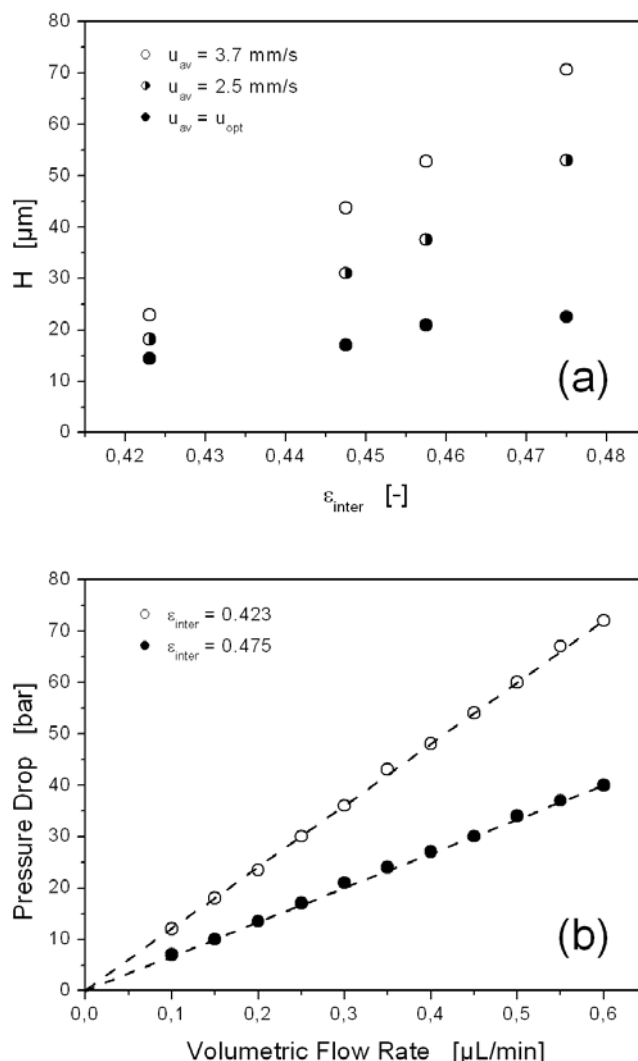 80
70
60
50
40
30
20
10
0
H [µm]
u_av = 3.7 mm/s
u_av = 2.5 mm/s
u_av = u_opt
(a)
0,42 0,43 0,44 0,45 0,46 0,47 0,48
ε_inter [-]
80
70
60
50
40
30
20
10
0
Pressure Drop [bar]
ε_inter = 0.423
ε_inter = 0.475
(b)
0,0 0,1 0,2 0,3 0,4 0,5 0,6
Volumetric Flow Rate [µL/min]